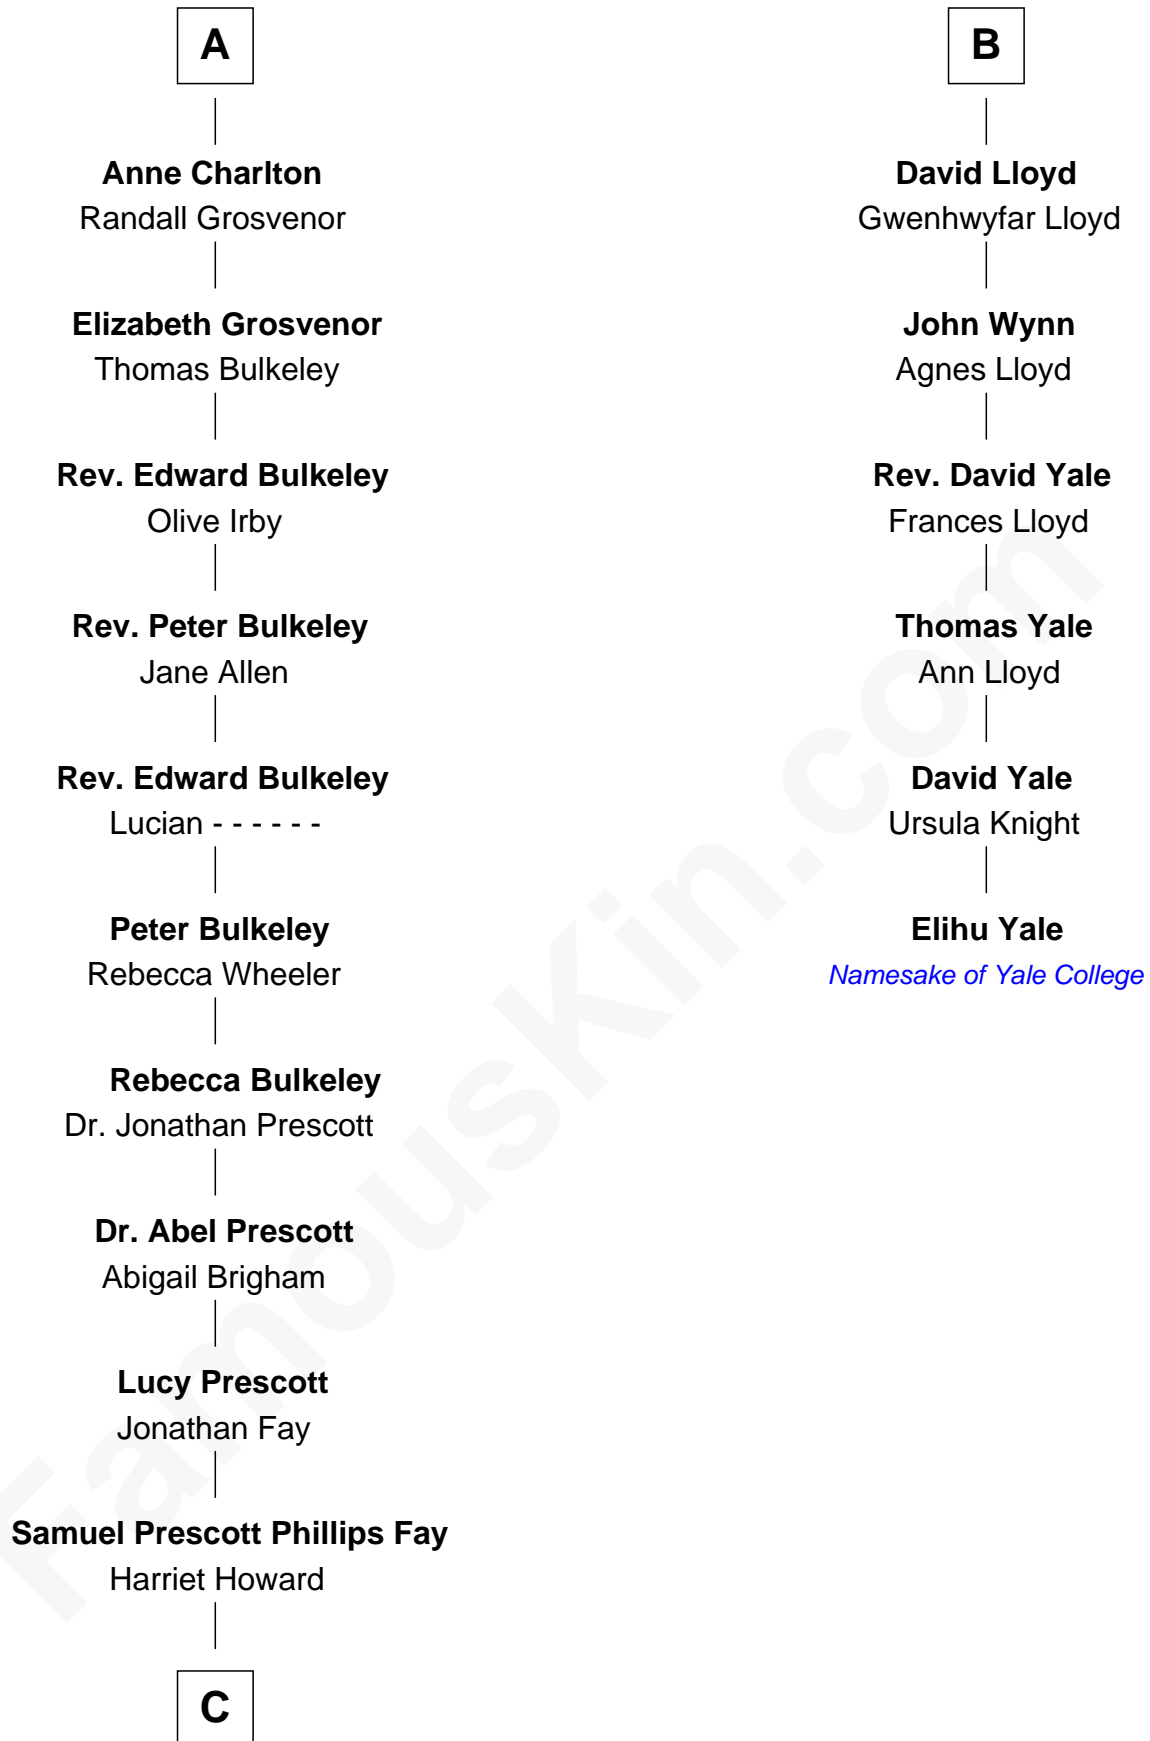 A
Anne Charlton
Randall Grosvenor
Elizabeth Grosvenor
Thomas Bulkeley
Rev. Edward Bulkeley
Olive Irby
Rev. Peter Bulkeley
Jane Allen
Rev. Edward Bulkeley
Lucian - - - - - -
Peter Bulkeley
Rebecca Wheeler
Rebecca Bulkeley
Dr. Jonathan Prescott
Dr. Abel Prescott
Abigail Brigham
Lucy Prescott
Jonathan Fay
Samuel Prescott Phillips Fay
Harriet Howard
C
B
David Lloyd
Gwenhwyfar Lloyd
John Wynn
Agnes Lloyd
Rev. David Yale
Frances Lloyd
Thomas Yale
Ann Lloyd
David Yale
Ursula Knight
Elihu Yale
Namesake of Yale College
FamousKin.com